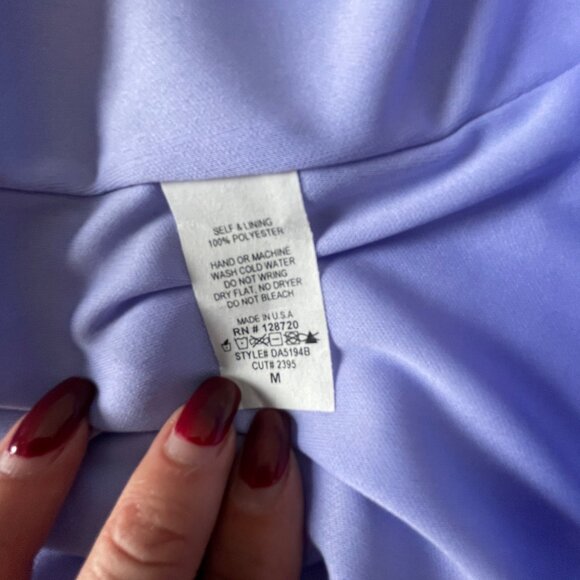 SELF & LINING
100% POLYESTER
HAND OR MACHINE
WASH COLD WATER
DO NOT WRING
DRY FLAT, NO DRYER
DO NOT BLEACH
MADE IN U.S.A
RN # 128720
STYLE# DA5194B
CUT# 2395
M